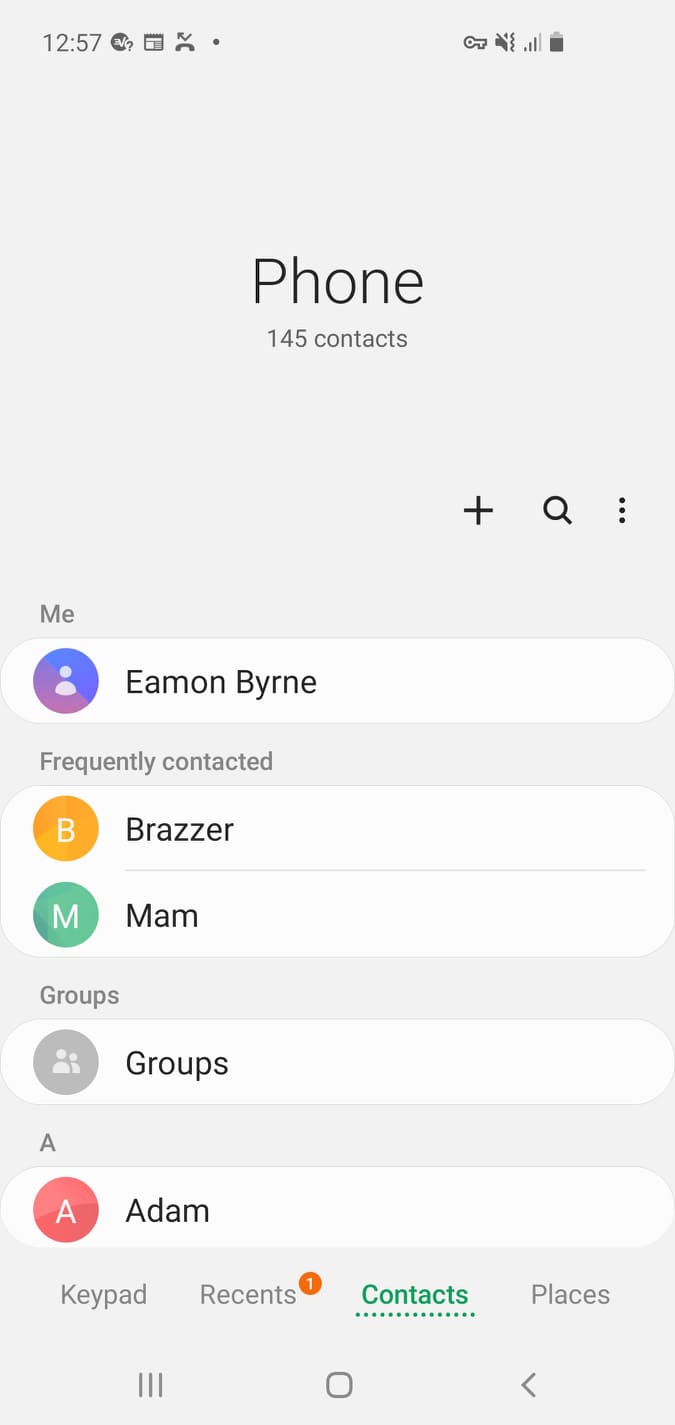 12:57
Phone
145 contacts
Me
Eamon Byrne
Frequently contacted
B Brazzer
M Mam
Groups
Groups
A
A Adam
Keypad Recents 1 Contacts Places